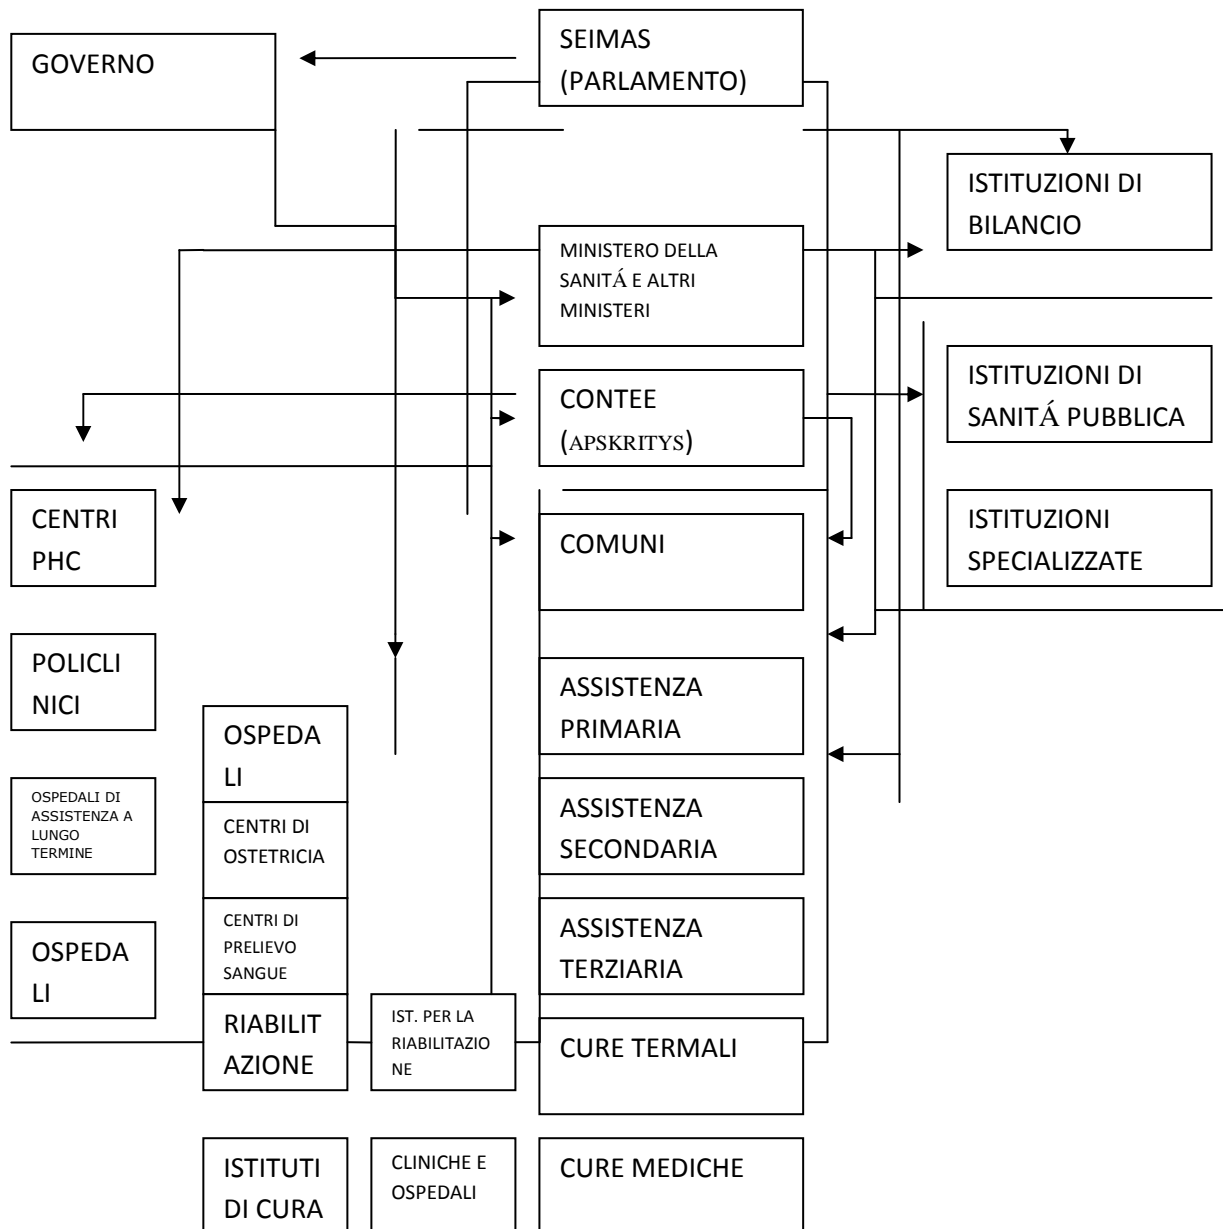 SEIMAS
(PARLAMENTO)
GOVERNO
ISTITUZIONI DI
BILANCIO
MINISTERO DELLA
SANITÁ E ALTRI
MINISTERI
CONTEE
(APSKRITYS)
ISTITUZIONI DI
SANITÁ PUBBLICA
CENTRI
PHC
COMUNI
ISTITUZIONI
SPECIALIZZATE
POLICLI
NICI
ASSISTENZA
PRIMARIA
OSPEDA
LI
OSPEDALI DI
ASSISTENZA A
LUNGO
TERMINE
CENTRI DI
OSTETRICIA
ASSISTENZA
SECONDARIA
OSPEDA
LI
CENTRI DI
PRELIEVO
SANGUE
ASSISTENZA
TERZIARIA
RIABILIT
AZIONE
IST. PER LA
RIABILITAZIO
NE
CURE TERMALI
ISTITUTI
DI CURA
CLINICHE E
OSPEDALI
CURE MEDICHE